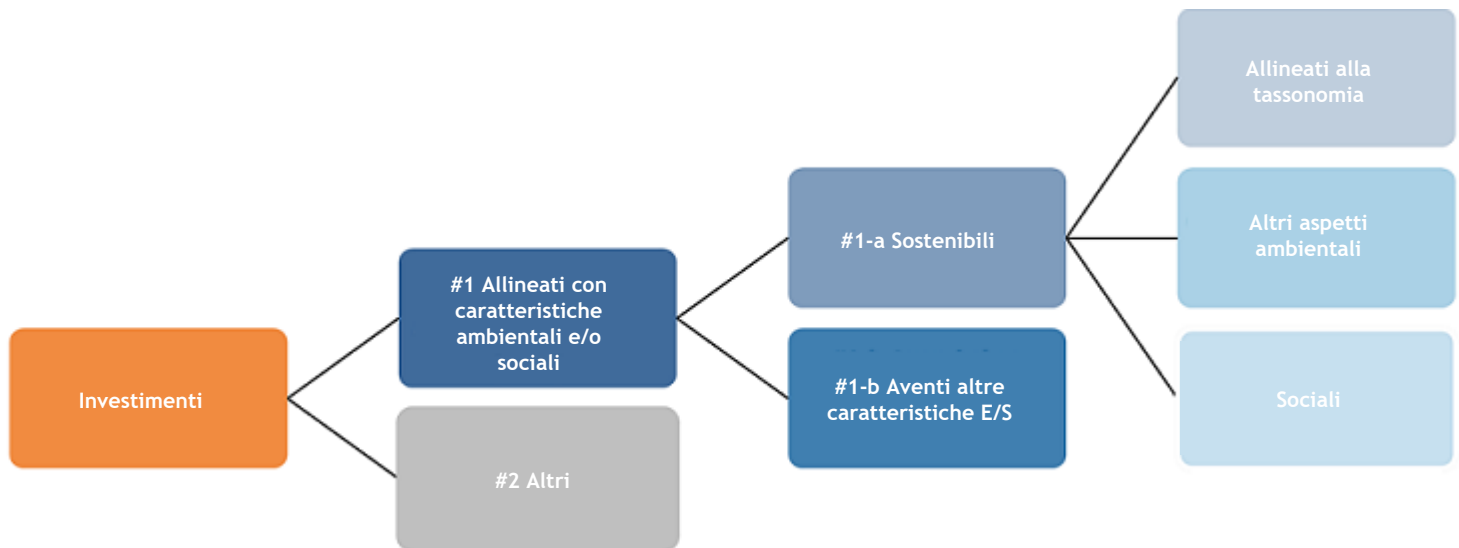 Investimenti
#1 Allineati con
caratteristiche
ambientali e/o
sociali
#2 Altri
#1-a Sostenibili
#1-b Aventi altre
caratteristiche E/S
Allineati alla
tassonomia
Altri aspetti
ambientali
Sociali